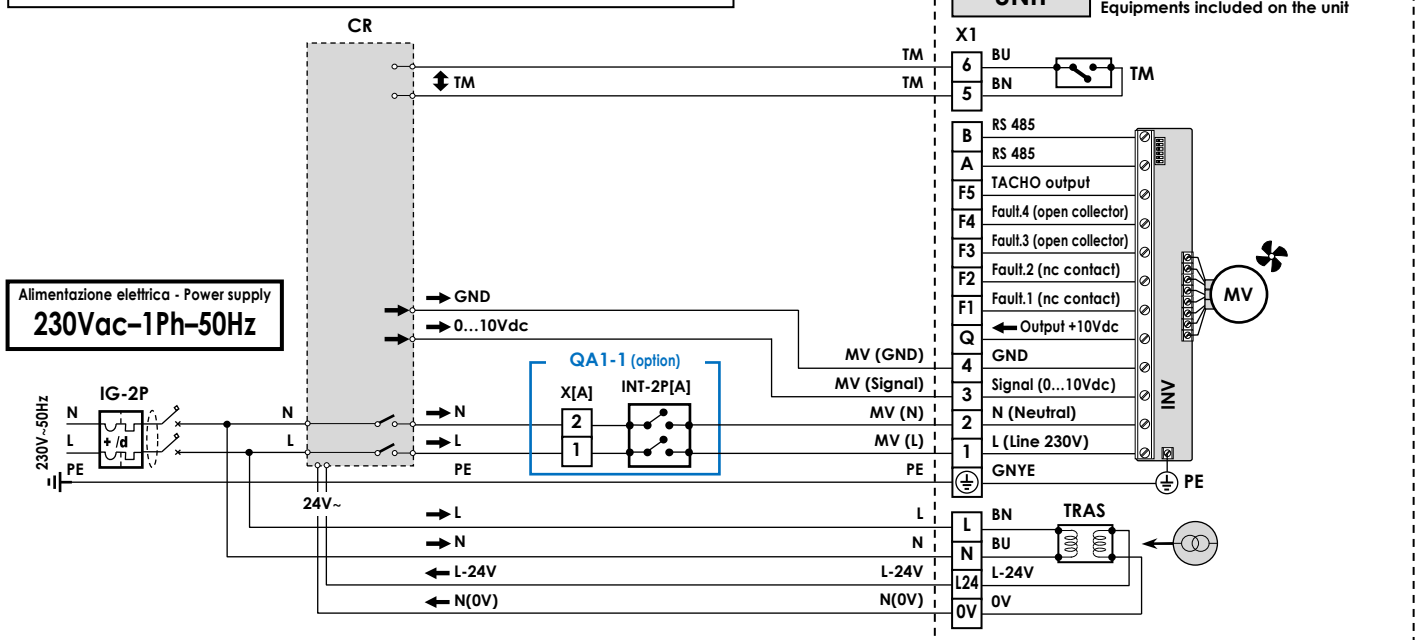 UNIT
Equipments included on the unit
CR
X1
TM
6
BU
TM
TM
TM
5
BN
B
RS 485
A
RS 485
F5
TACHO output
F4
Fault.4 (open collector)
F3
Fault.3 (open collector)
F2
Fault.2 (nc contact)
F1
Fault.1 (nc contact)
MV
Alimentazione elettrica - Power supply
230Vac–1Ph–50Hz
GND
0...10Vdc
Q
Output +10Vdc
MV (GND)
4
GND
QA1-1 (option)
MV (Signal)
3
Signal (0...10Vdc)
INV
IG-2P
X[A]
INT-2P[A]
230V~50Hz
N
N
N
2
MV (N)
2
N (Neutral)
L
+ /d
L
L
1
MV (L)
1
L (Line 230V)
PE
PE
PE
GNYE
PE
24V~
L
L
L
BN
TRAS
N
N
N
BU
L-24V
L-24V
L24
L-24V
N(0V)
N(0V)
0V
0V